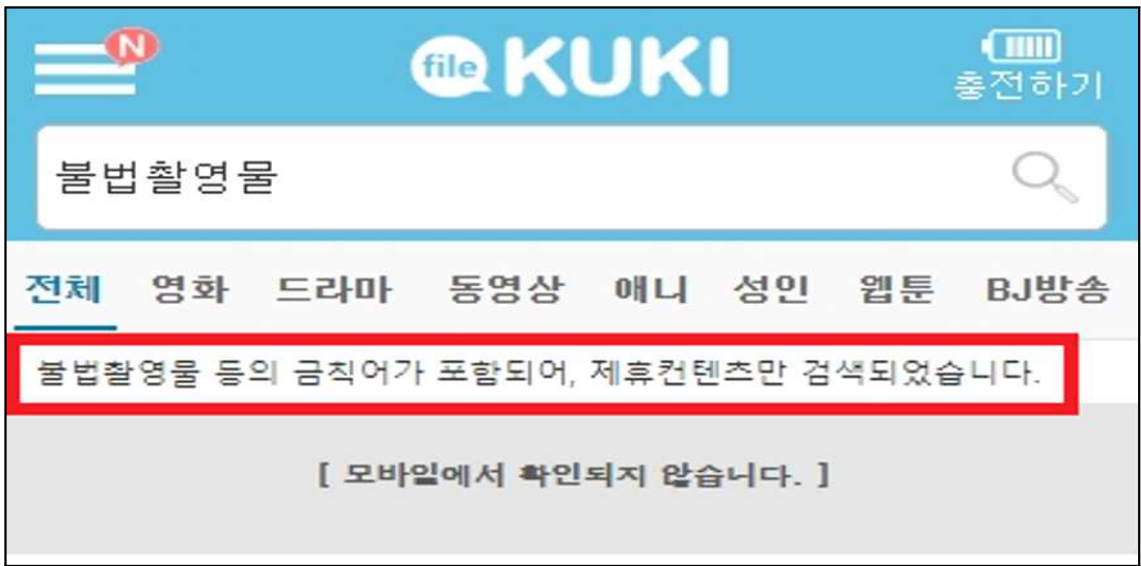 N
file KUKI
충전하기
불법촬영물
전체 영화 드라마 동영상 애니 성인 웹툰 BJ방송
불법촬영물 등의 금칙어가 포함되어, 제휴컨텐츠만 검색되었습니다.
[ 모바일에서 확인되지 않습니다. ]